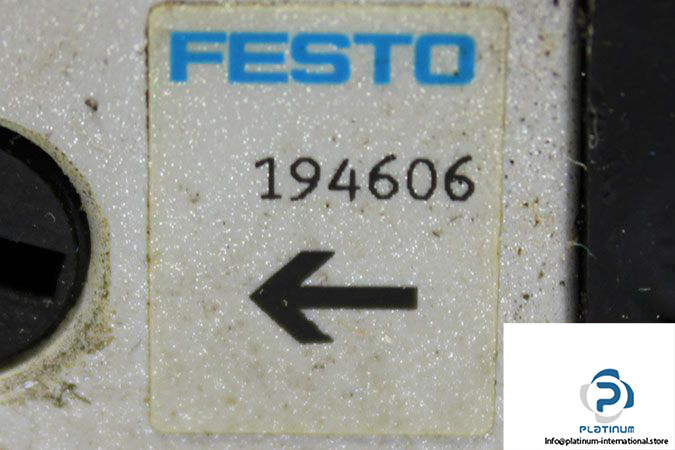 FESTO
194606
PLATINUM
Info@platinum-international.store